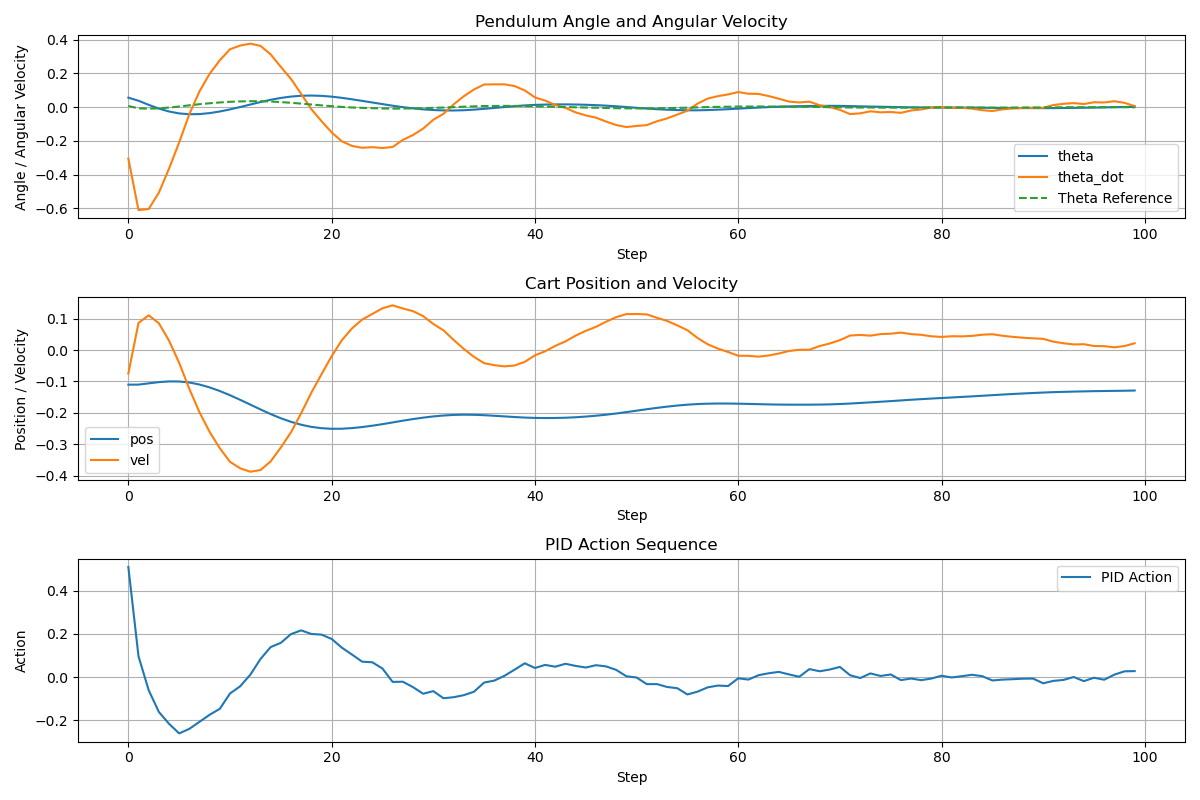 Pendulum Angle and Angular Velocity
Angle / Angular Velocity
0.4
0.2
0.0
−0.2
−0.4
−0.6
theta
theta_dot
Theta Reference
0 20 40 60 80 100
Step
Cart Position and Velocity
Position / Velocity
0.1
0.0
−0.1
−0.2
−0.3
−0.4
pos
vel
0 20 40 60 80 100
Step
PID Action Sequence
Action
0.4
0.2
0.0
−0.2
PID Action
0 20 40 60 80 100
Step